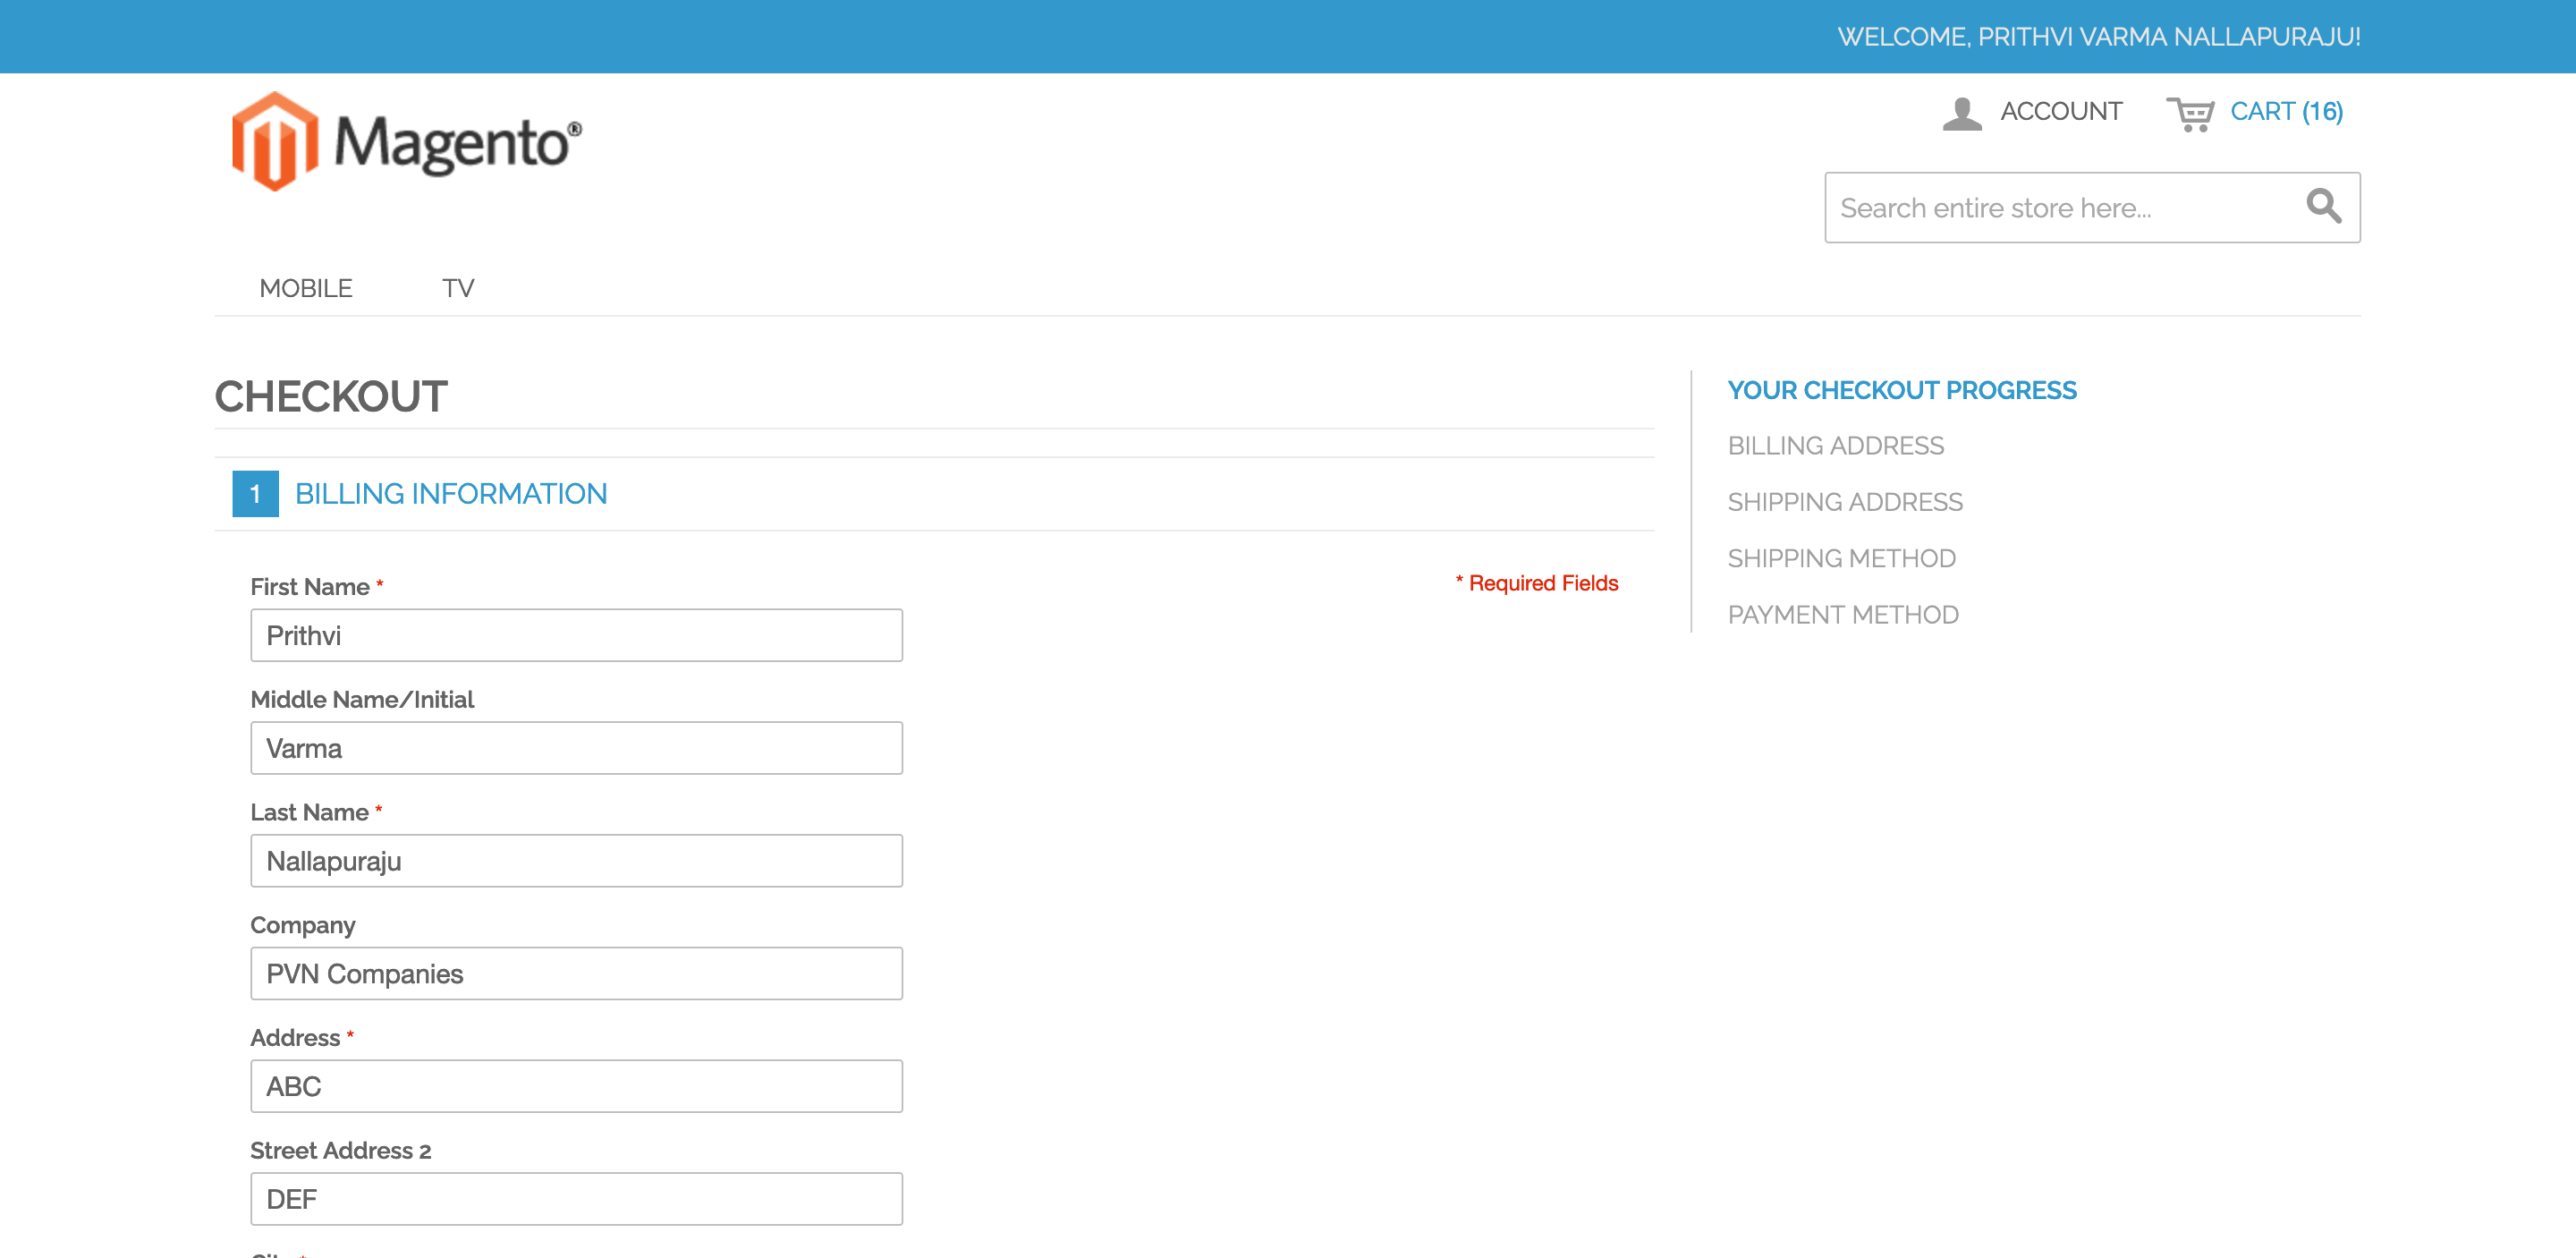 WELCOME, PRITHVI VARMA NALLAPURAJU!
Magento®
ACCOUNT
CART (16)
Search entire store here...
MOBILE
TV
CHECKOUT
1 BILLING INFORMATION
* Required Fields
First Name *
Prithvi
Middle Name/Initial
Varma
Last Name *
Nallapuraju
Company
PVN Companies
Address *
ABC
Street Address 2
DEF
YOUR CHECKOUT PROGRESS
BILLING ADDRESS
SHIPPING ADDRESS
SHIPPING METHOD
PAYMENT METHOD